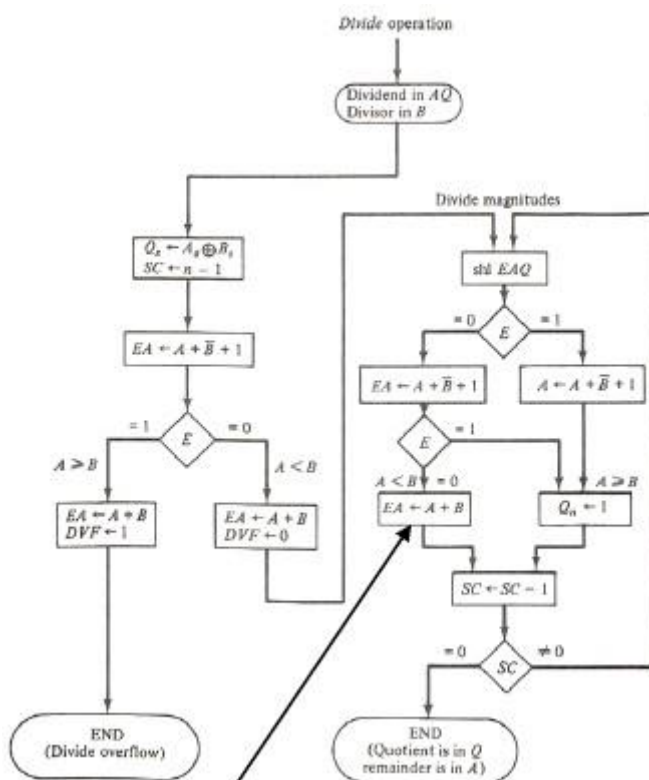 Divide operation
Dividend in AQ
Divisor in B
Qₛ ← Aₛ ⊕ Bₛ
SC ← n − 1
EA ← A + B̅ + 1
E
= 1
= 0
A ≥ B
A < B
EA ← A + B
DVF ← 1
EA ← A + B
DVF ← 0
END
(Divide overflow)
Divide magnitudes
shl EAQ
= 0
= 1
E
EA ← A + B̅ + 1
A ← A + B̅ + 1
E
= 1
A < B
= 0
A ≥ B
EA ← A + B
Qₙ ← 1
SC ← SC − 1
= 0
≠ 0
SC
END
(Quotient is in Q
remainder is in A)